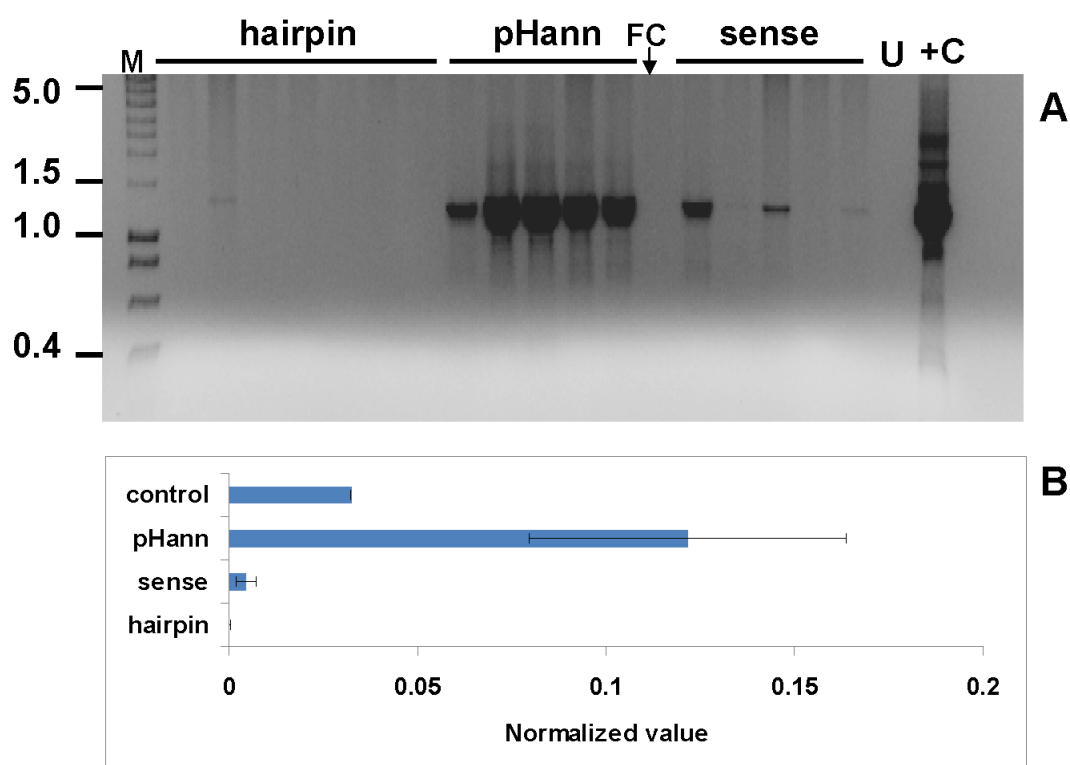 hairpin pHann FC sense
M U +C
5.0
A
1.5
1.0
0.4
B
control
pHann
sense
hairpin
0 0.05 0.1 0.15 0.2
Normalized value